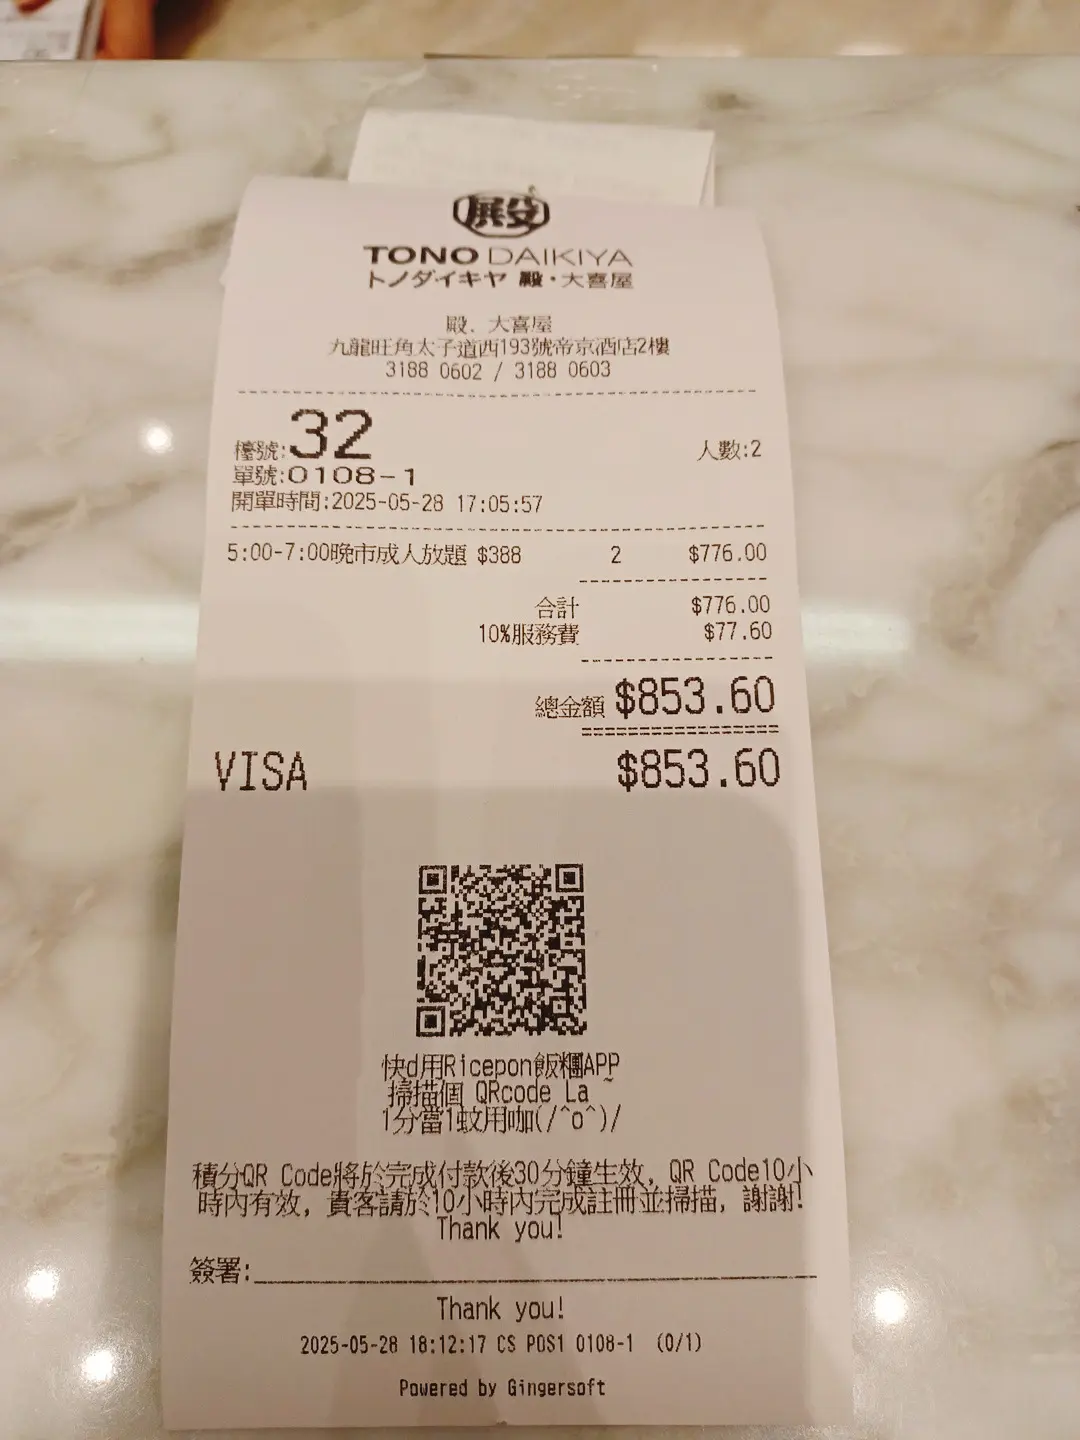 殿
TONO DAIKIYA
トノダイキヤ 殿・大喜屋
殿．大喜屋
九龍旺角太子道西193號帝京酒店2樓
3188 0602 / 3188 0603
檯號:32 人數:2
單號:0108-1
開單時間:2025-05-28 17:05:57
5:00-7:00晚市成人放題 $388 2 $776.00
合計 $776.00
10%服務費 $77.60
總金額 $853.60
VISA $853.60
快d用Ricepon飯糰APP
掃描個 QRcode La ~
1分當1蚊用咖(/^o^)/
積分QR Code將於完成付款後30分鐘生效, QR Code10小
時內有效, 貴客請於10小時內完成註冊並掃描, 謝謝!
Thank you!
簽署:
Thank you!
2025-05-28 18:12:17 CS POS1 0108-1 (0/1)
Powered by Gingersoft